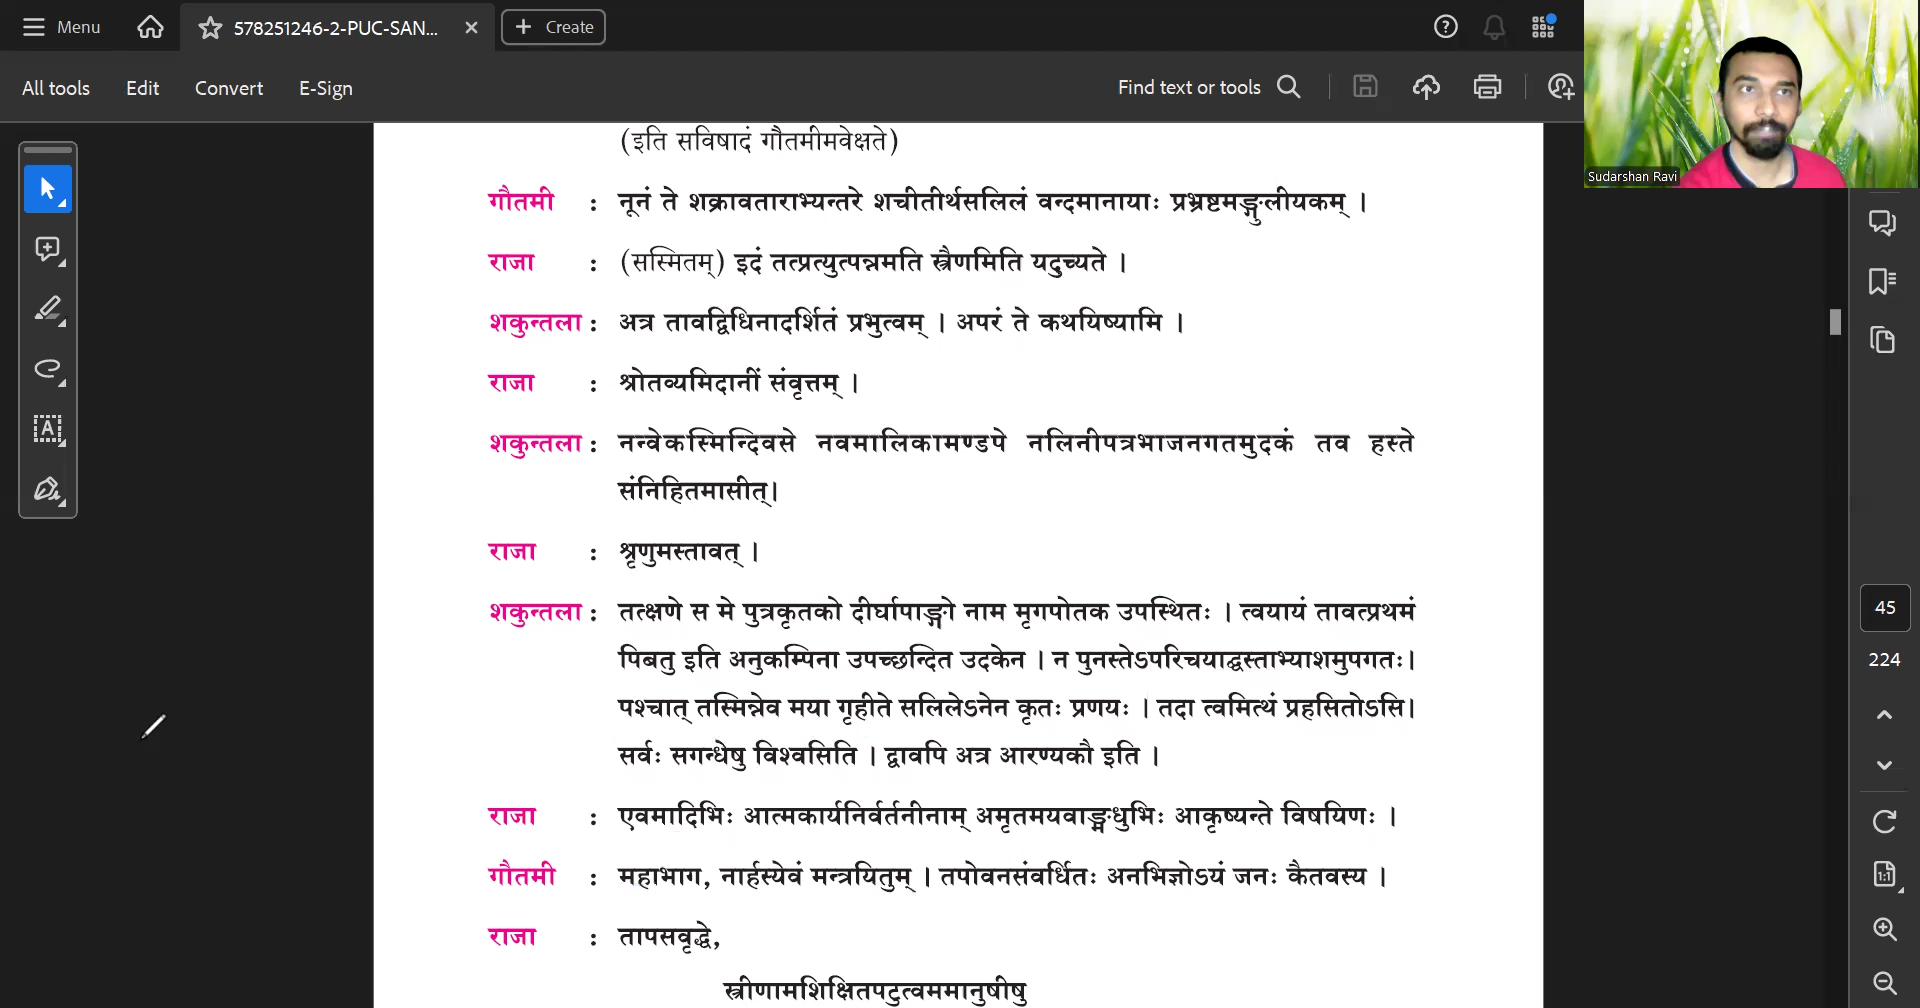 Menu
578251246-2-PUC-SAN...
Create
All tools Edit Convert E-Sign Find text or tools
Sudarshan Ravi
(इति सविषादं गौतमीमवेक्षते)
गौतमी : नूनं ते शक्रावताराभ्यन्तरे शचीतीर्थसलिलं वन्दमानायाः प्रभ्रष्टमङ्गुलीयकम् ।
राजा : (सस्मितम्) इदं तत्प्रत्युत्पन्नमति स्त्रैणमिति यदुच्यते ।
शकुन्तला : अत्र तावद्विधिनादर्शितं प्रभुत्वम् । अपरं ते कथयिष्यामि ।
राजा : श्रोतव्यमिदानीं संवृत्तम् ।
शकुन्तला : नन्वेकस्मिन्दिवसे नवमालिकामण्डपे नलिनीपत्रभाजनगतमुदकं तव हस्ते
संनिहितमासीत्।
राजा : श्रृणुमस्तावत् ।
शकुन्तला : तत्क्षणे स मे पुत्रकृतको दीर्घापाङ्गो नाम मृगपोतक उपस्थितः । त्वयायं तावत्प्रथमं
पिबतु इति अनुकम्पिना उपच्छन्दित उदकेन । न पुनस्तेऽपरिचयाद्धस्ताभ्याशमुपगतः।
पश्चात् तस्मिन्नेव मया गृहीते सलिलेऽनेन कृतः प्रणयः । तदा त्वमित्थं प्रहसितोऽसि।
सर्वः सगन्धेषु विश्वसिति । द्वावपि अत्र आरण्यकौ इति ।
राजा : एवमादिभिः आत्मकार्यनिर्वर्तनीनाम् अमृतमयवाङ्मधुभिः आकृष्यन्ते विषयिणः ।
गौतमी : महाभाग, नार्हस्येवं मन्त्रयितुम् । तपोवनसंवर्धितः अनभिज्ञोऽयं जनः कैतवस्य ।
राजा : तापसवृद्धे,
स्त्रीणामशिक्षितपटुत्वममानुषीषु
45
224
1:1